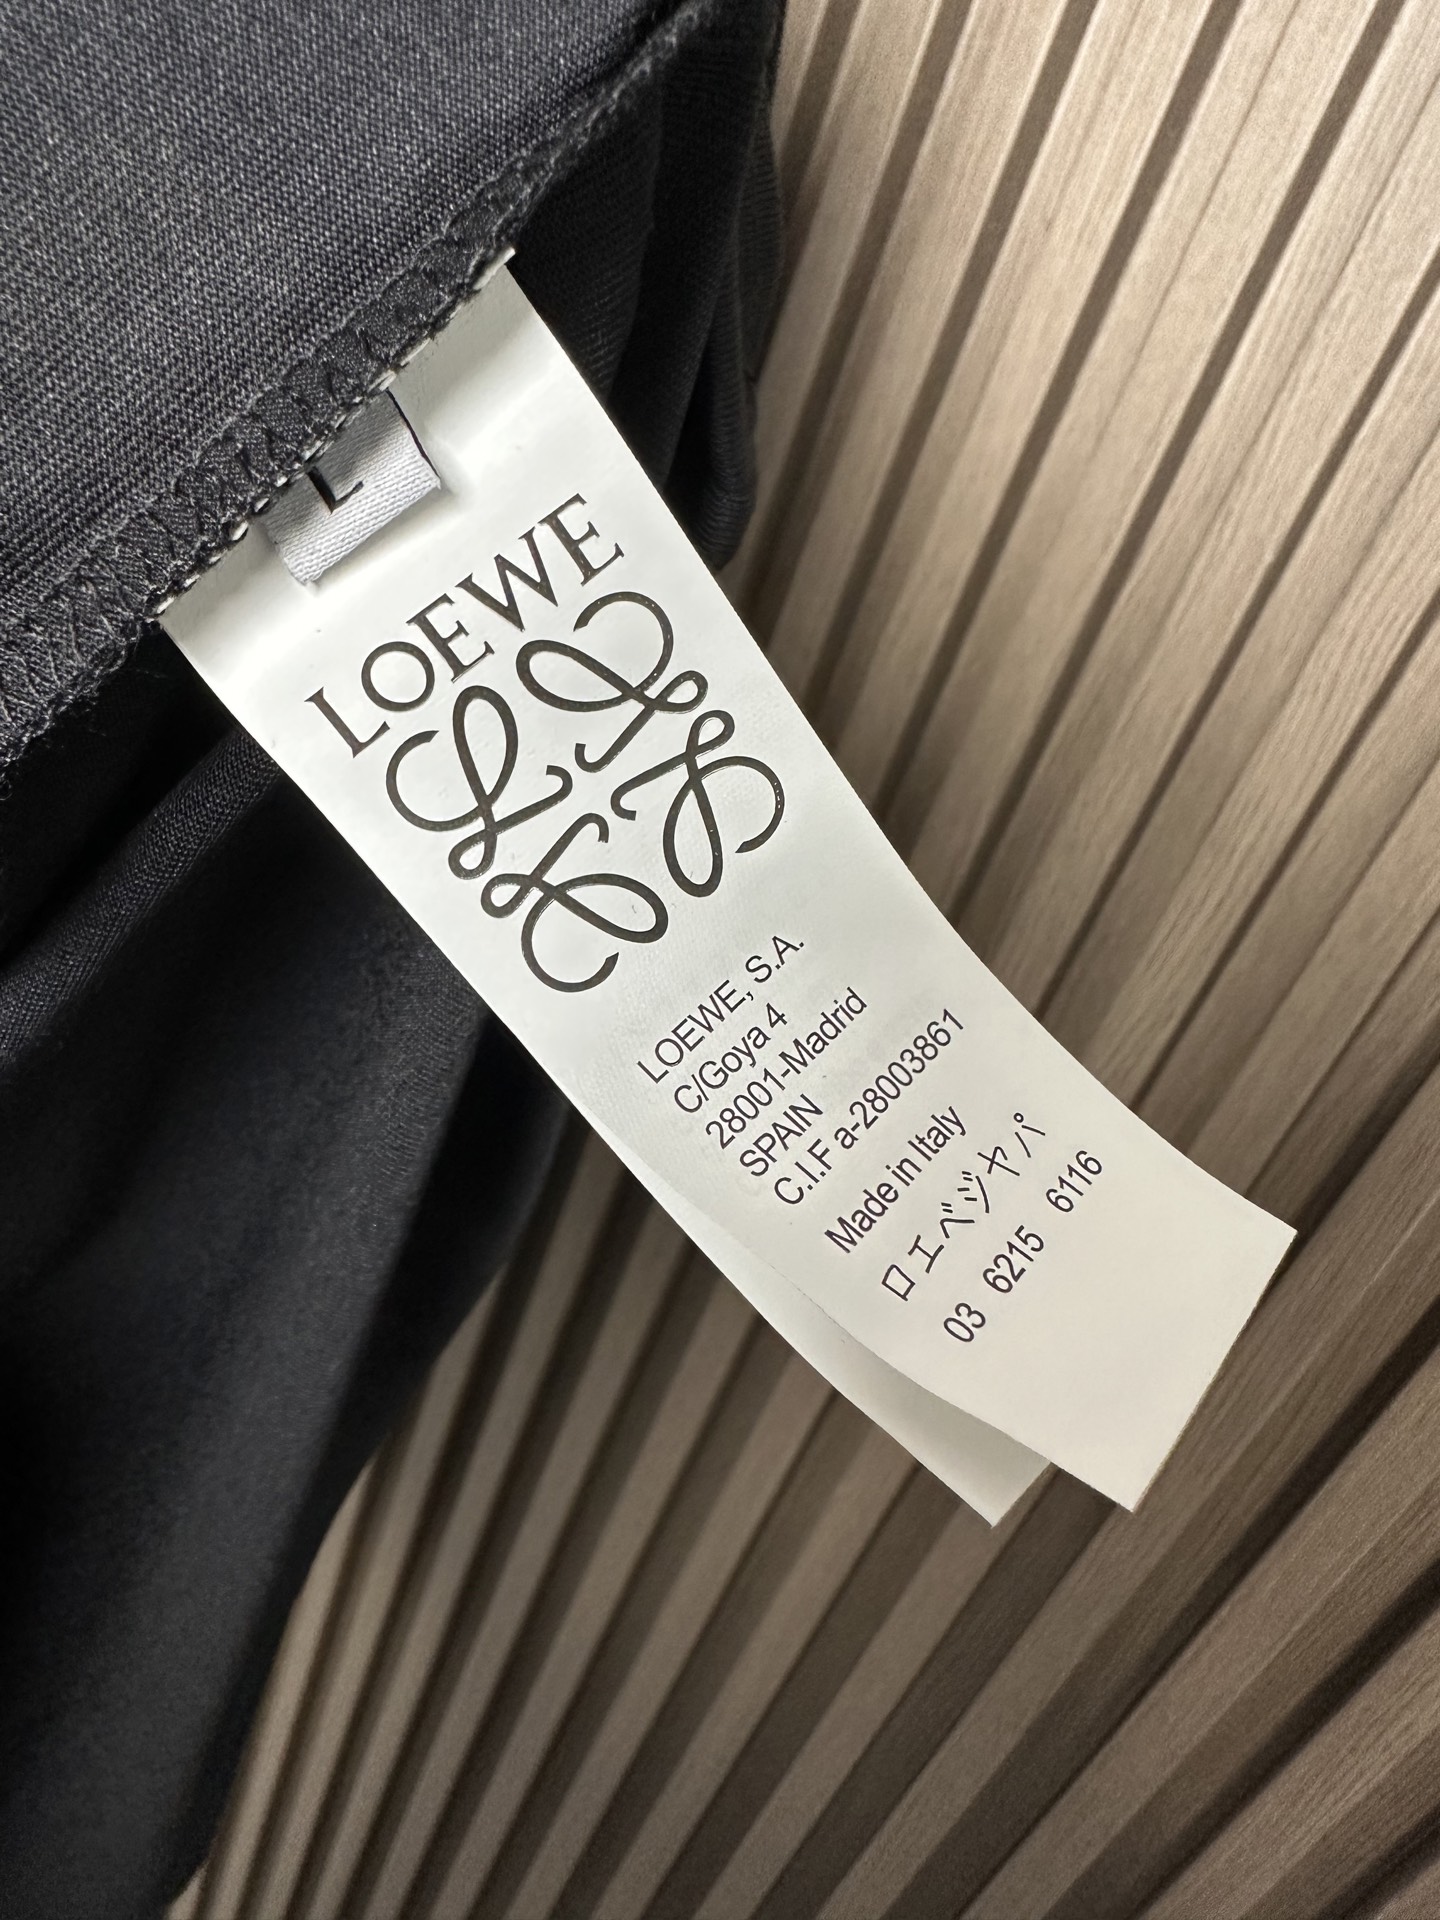 L
LOEWE
LOEWE, S.A.
C/Goya 4
28001-Madrid
SPAIN
C.I.F a-28003861
Made in Italy
ロエベジャパ
03 6215 6116